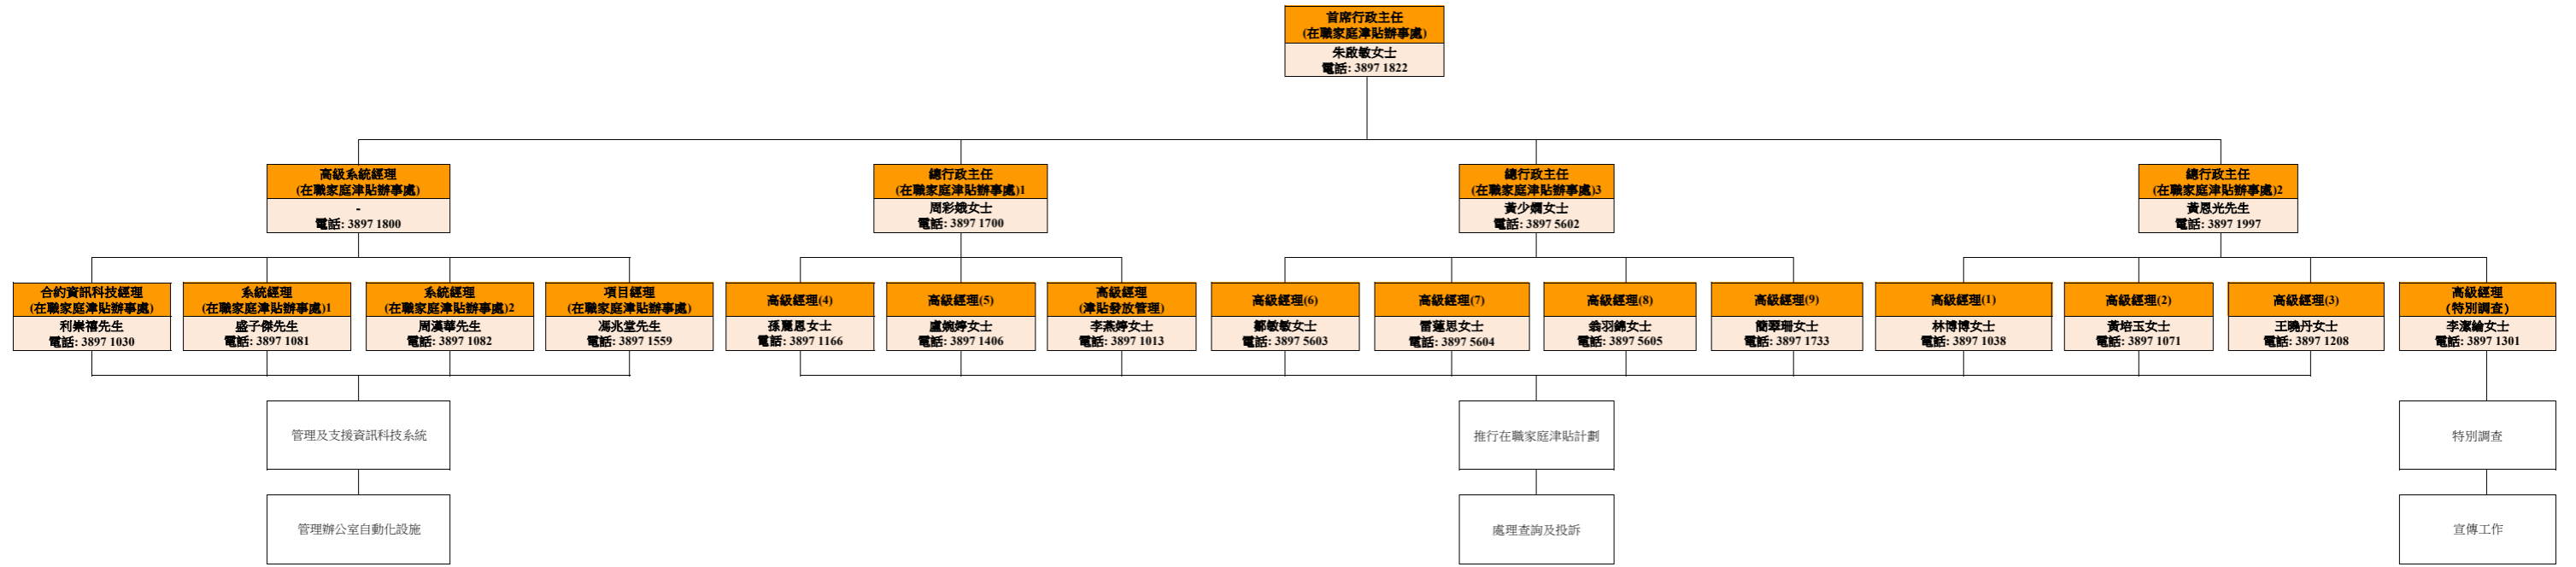 首席行政主任
(在職家庭津貼辦事處)
朱啟敏女士
電話: 3897 1822
高級系統經理
(在職家庭津貼辦事處)
-
電話: 3897 1800
總行政主任
(在職家庭津貼辦事處)1
周彩娥女士
電話: 3897 1700
總行政主任
(在職家庭津貼辦事處)3
黃少嫻女士
電話: 3897 5602
總行政主任
(在職家庭津貼辦事處)2
黃恩光先生
電話: 3897 1997
合約資訊科技經理
(在職家庭津貼辦事處)
利崇禧先生
電話: 3897 1030
系統經理
(在職家庭津貼辦事處)1
盛子傑先生
電話: 3897 1081
系統經理
(在職家庭津貼辦事處)2
周漢華先生
電話: 3897 1082
項目經理
(在職家庭津貼辦事處)
馮兆堂先生
電話: 3897 1559
高級經理(4)
孫麗恩女士
電話: 3897 1166
高級經理(5)
盧婉婷女士
電話: 3897 1406
高級經理
(津貼發放管理)
李燕婷女士
電話: 3897 1013
高級經理(6)
鄒敏敏女士
電話: 3897 5603
高級經理(7)
雷蓮思女士
電話: 3897 5604
高級經理(8)
翁羽錦女士
電話: 3897 5605
高級經理(9)
簡翠珊女士
電話: 3897 1733
高級經理(1)
林博博女士
電話: 3897 1038
高級經理(2)
黃培玉女士
電話: 3897 1071
高級經理(3)
王曉丹女士
電話: 3897 1208
高級經理
(特別調查)
李潔綸女士
電話: 3897 1301
管理及支援資訊科技系統
推行在職家庭津貼計劃
特別調查
管理辦公室自動化設施
處理查詢及投訴
宣傳工作